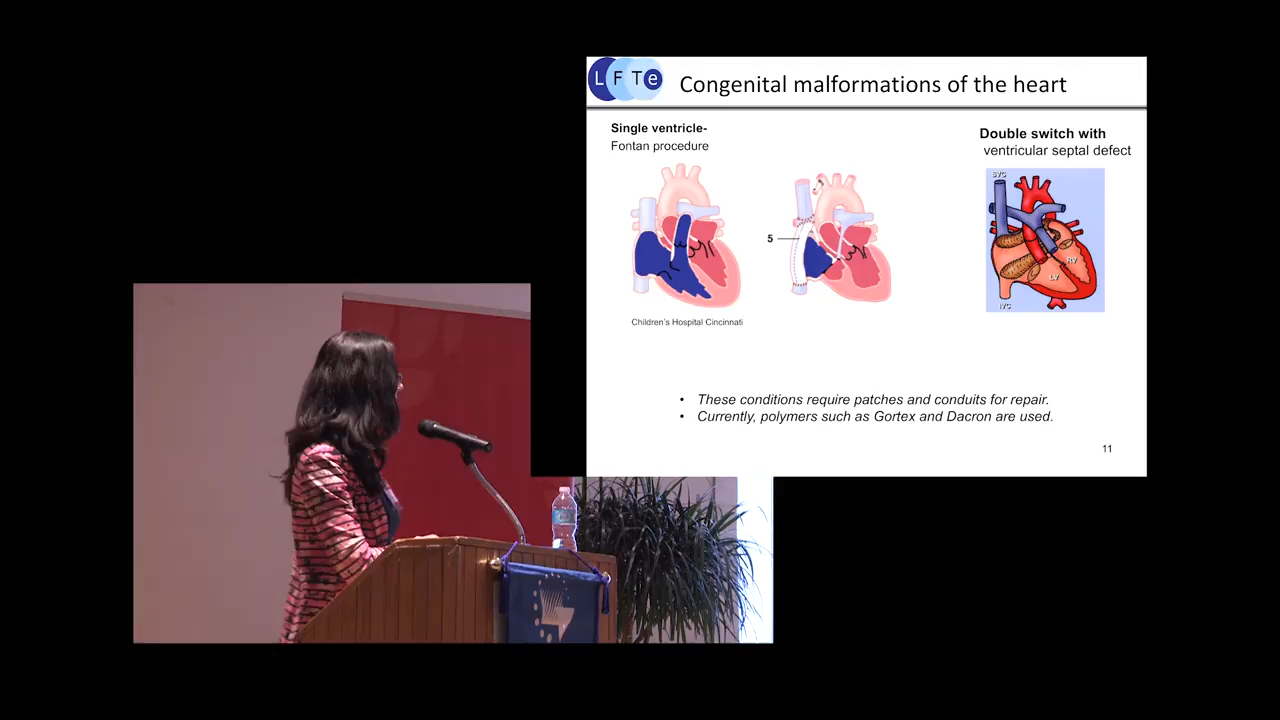 L F T e
Congenital malformations of the heart
Single ventricle-
Fontan procedure
Double switch with
ventricular septal defect
SVC
5
RV
LV
IVC
Children's Hospital Cincinnati
• These conditions require patches and conduits for repair.
• Currently, polymers such as Gortex and Dacron are used.
11